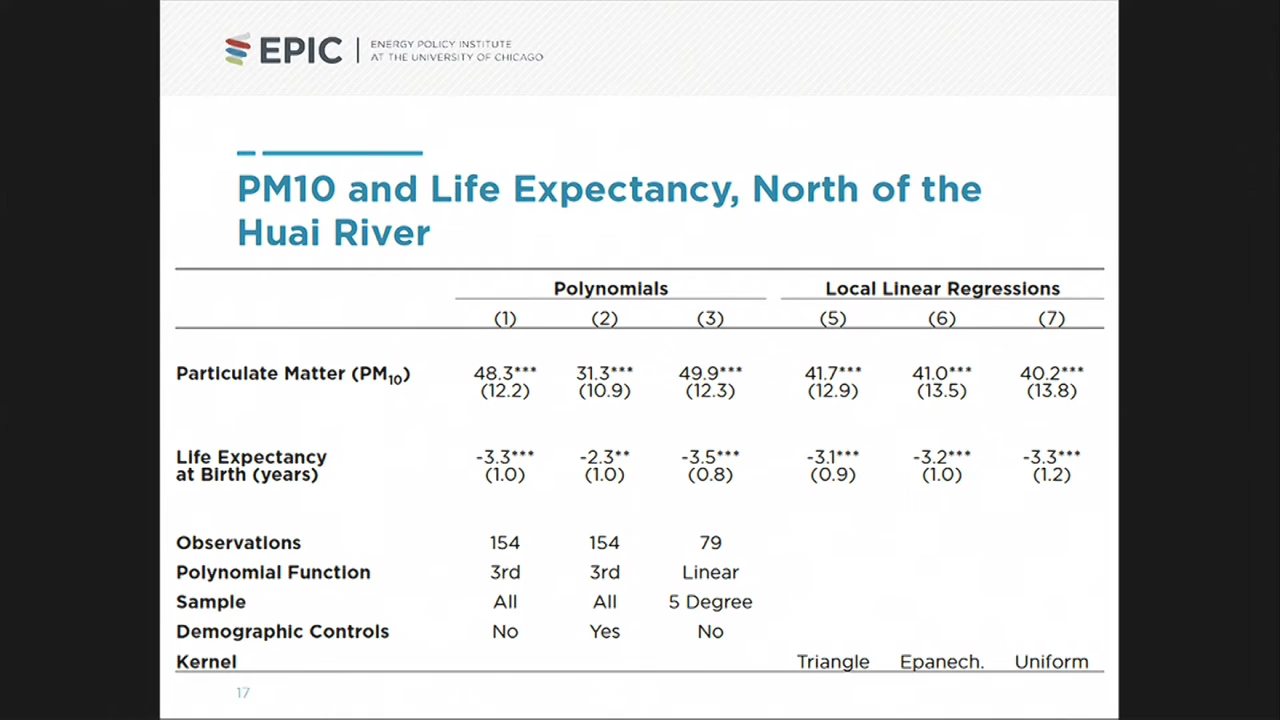 EPIC
ENERGY POLICY INSTITUTE
AT THE UNIVERSITY OF CHICAGO
PM10 and Life Expectancy, North of the
Huai River
Polynomials Local Linear Regressions
(1) (2) (3) (5) (6) (7)
Particulate Matter (PM10) 48.3*** 31.3*** 49.9*** 41.7*** 41.0*** 40.2***
(12.2) (10.9) (12.3) (12.9) (13.5) (13.8)
Life Expectancy -3.3*** -2.3** -3.5*** -3.1*** -3.2*** -3.3***
at Birth (years) (1.0) (1.0) (0.8) (0.9) (1.0) (1.2)
Observations 154 154 79
Polynomial Function 3rd 3rd Linear
Sample All All 5 Degree
Demographic Controls No Yes No
Kernel Triangle Epanech. Uniform
17